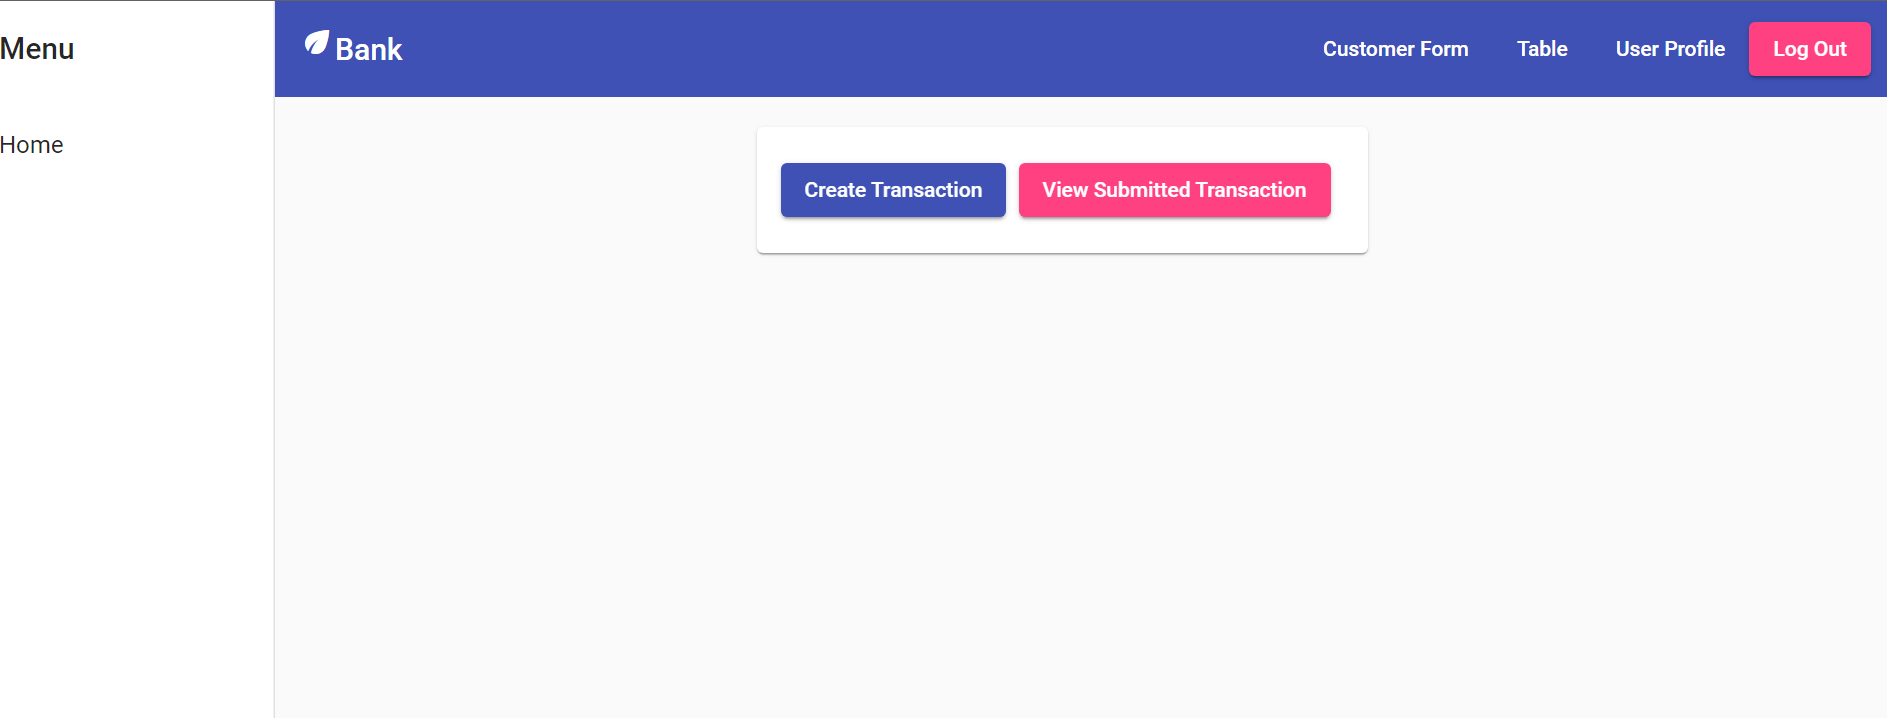 Menu
Home
Bank
Customer Form
Table
User Profile
Log Out
Create Transaction
View Submitted Transaction